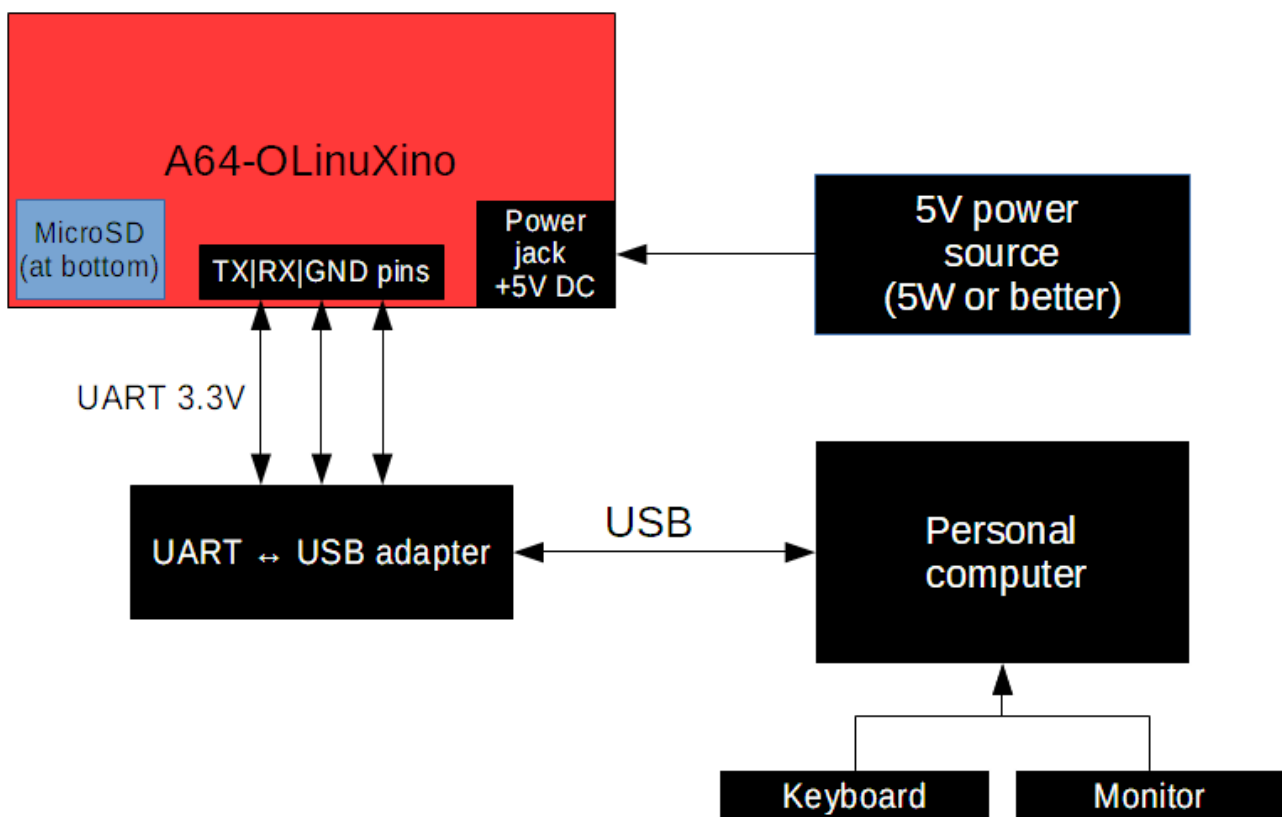 A64-OLinuXino
MicroSD
(at bottom)
TX|RX|GND pins
Power
jack
+5V DC
5V power
source
(5W or better)
UART 3.3V
UART ↔ USB adapter
USB
Personal
computer
Keyboard
Monitor